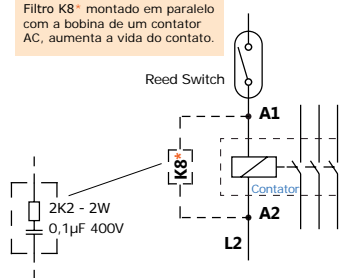 Filtro K8* montado em paralelo
com a bobina de um contator
AC, aumenta a vida do contato.
Reed Switch
A1
K8*
Contator
2K2 - 2W
0,1µF 400V
A2
L2